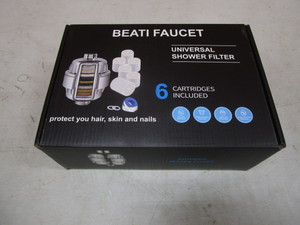 BEATI FAUCET
UNIVERSAL
SHOWER FILTER
6 CARTRIDGES
INCLUDED
protect you hair, skin and nails